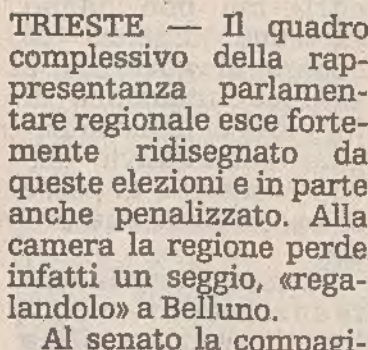 TRIESTE — Il quadro
complessivo della rap-
presentanza parlamen-
tare regionale esce forte-
mente ridisegnato da
queste elezioni e in parte
anche penalizzato. Alla
camera la regione perde
infatti un seggio, «rega-
landolo» a Belluno.
Al senato la compagi-